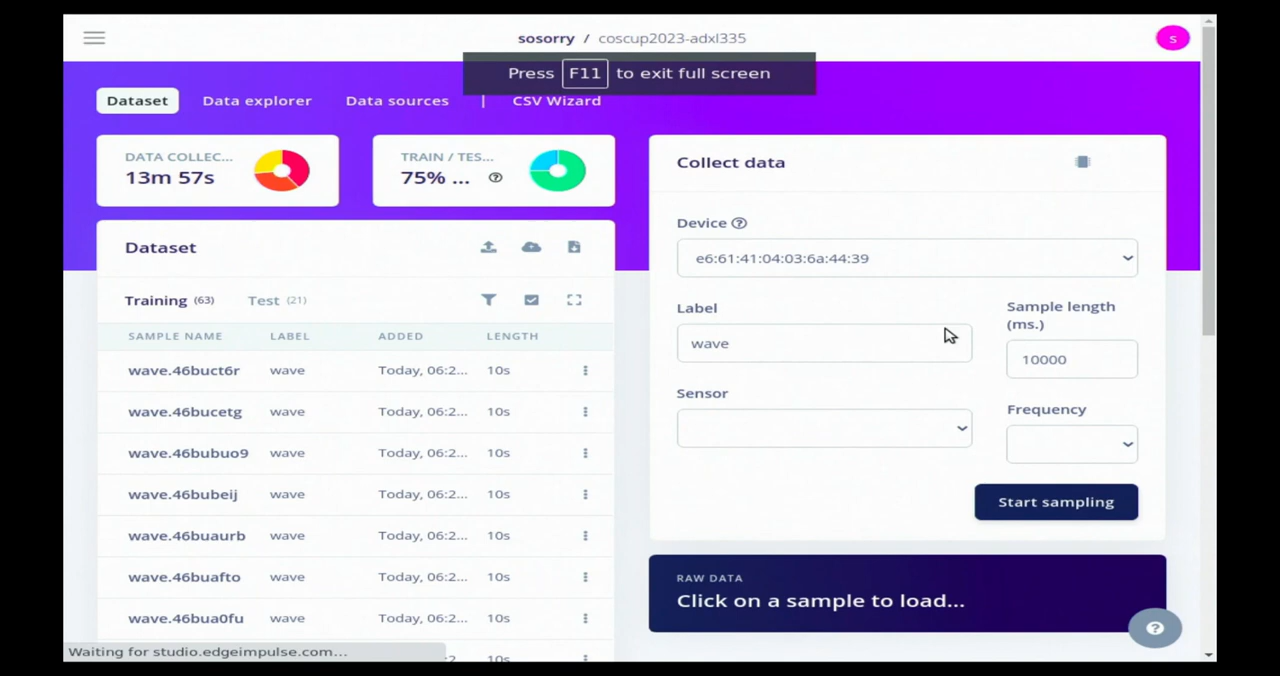 sosorry / coscup2023-adxl335
s
Press F11 to exit full screen
Dataset Data explorer Data sources | CSV Wizard
DATA COLLEC...
13m 57s
TRAIN / TES...
75% ...
Collect data
Device
e6:61:41:04:03:6a:44:39
Label
wave
Sample length (ms.)
10000
Sensor
Frequency
Start sampling
RAW DATA
Click on a sample to load...
Dataset
Training (63) Test (21)
SAMPLE NAME LABEL ADDED LENGTH
wave.46buct6r wave Today, 06:2... 10s
wave.46bucetg wave Today, 06:2... 10s
wave.46bubuo9 wave Today, 06:2... 10s
wave.46bubeij wave Today, 06:2... 10s
wave.46buaurb wave Today, 06:2... 10s
wave.46buafto wave Today, 06:2... 10s
wave.46bua0fu wave Today, 06:2... 10s
Waiting for studio.edgeimpulse.com...